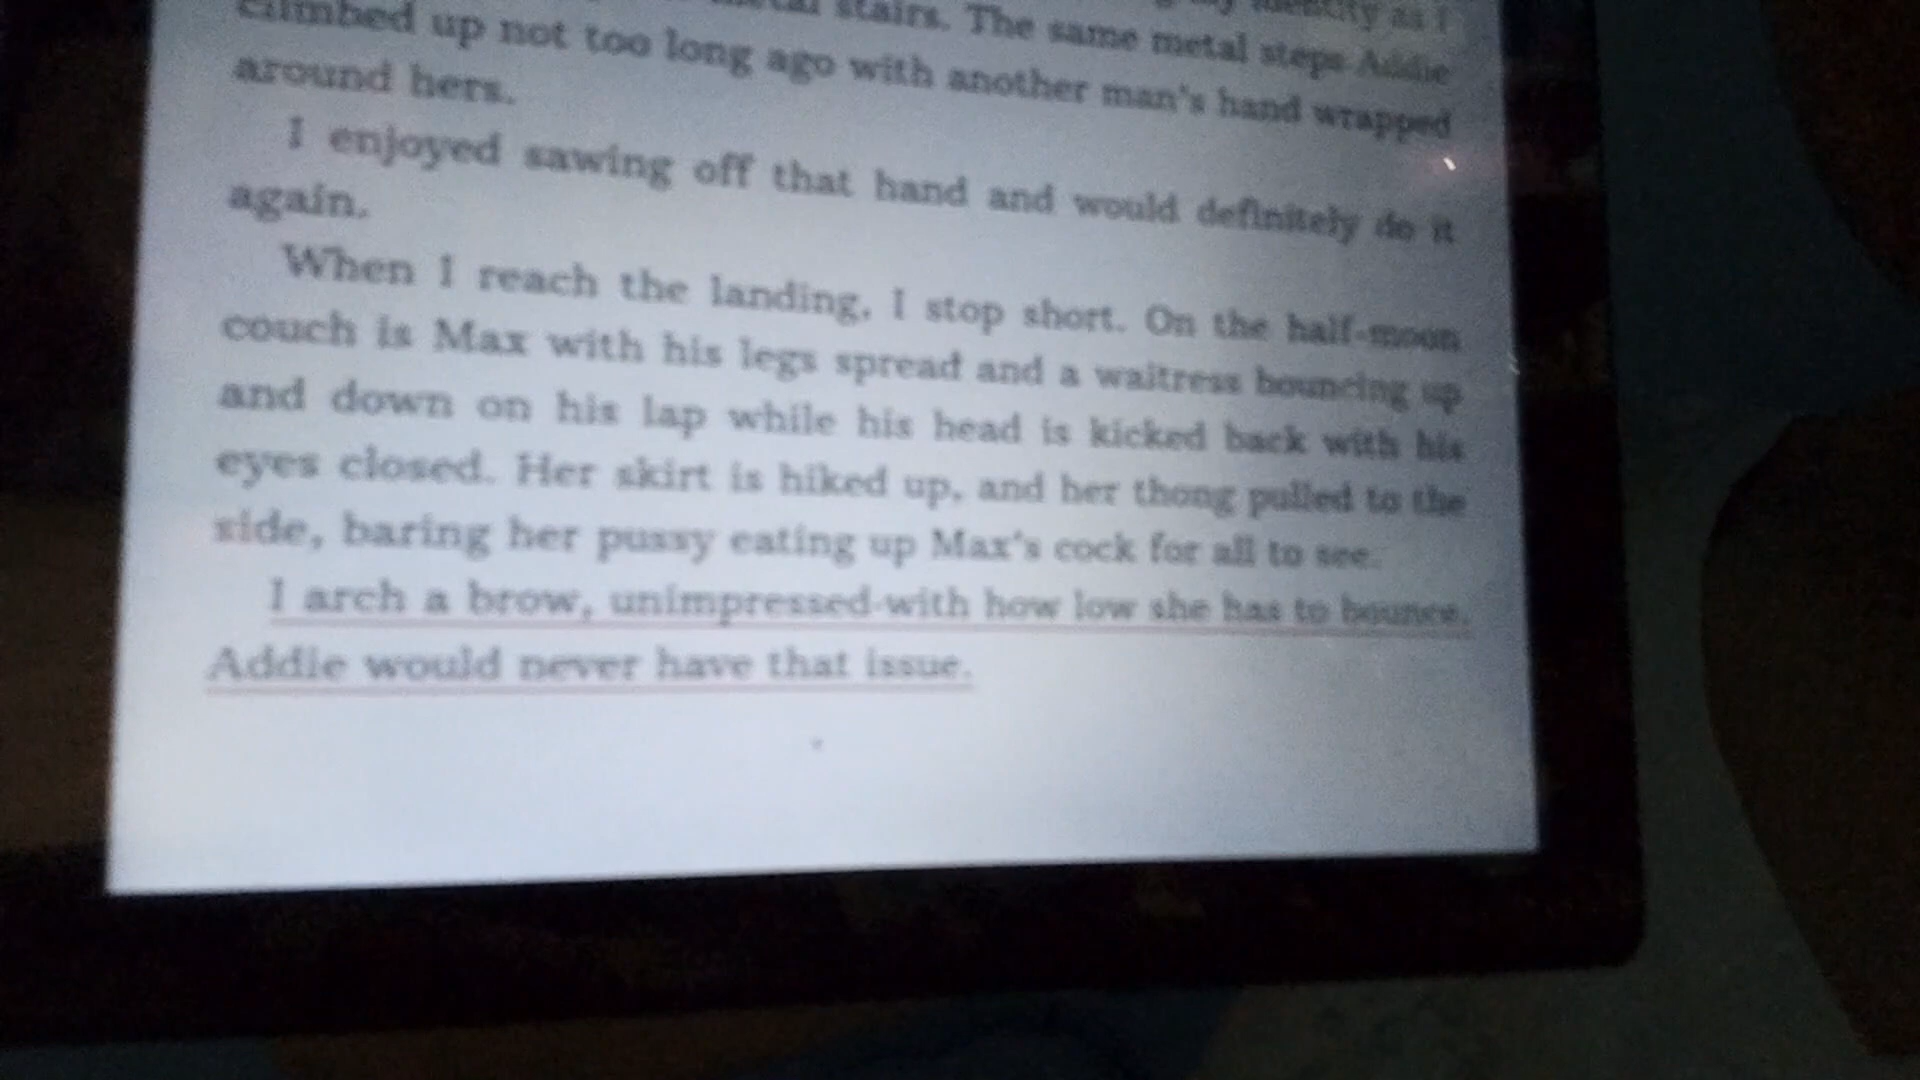 identity as I
stairs. The same metal steps Addie
climbed up not too long ago with another man's hand wrapped
around hers.
I enjoyed sawing off that hand and would definitely do it
again.
When I reach the landing, I stop short. On the half-moon
couch is Max with his legs spread and a waitress bouncing up
and down on his lap while his head is kicked back with his
eyes closed. Her skirt is hiked up, and her thong pulled to the
side, baring her pussy eating up Max's cock for all to see.
I arch a brow, unimpressed with how low she has to bounce.
Addie would never have that issue.